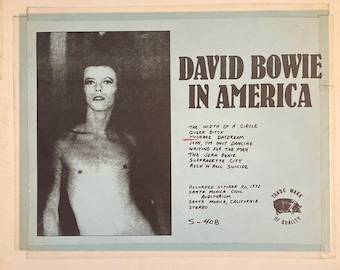 DAVID BOWIE
IN AMERICA
THE WIDTH OF A CIRCLE
QUEEN BITCH
MOONAGE DAYDREAM
JOHN, I'M ONLY DANCING
WAITING FOR THE MAN
THE JEAN GENIE
SUFFRAGETTE CITY
ROCK'N'ROLL SUICIDE
RECORDED OCTOBER 20, 1972
SANTA MONICA CIVIC
AUDITORIUM
SANTA MONICA, CALIFORNIA
STEREO
S-408
TRADE MARK
OF QUALITY